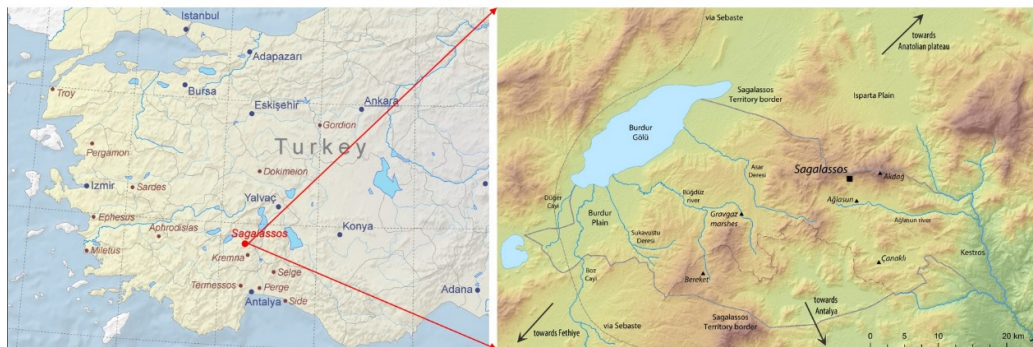 Istanbul
Adapazarı
Troy
Bursa
Eskişehir
Ankara
Gordion
Turkey
Pergamon
Dokimeion
Izmir
Sardes
Yalvaç
Ephesus
Aphrodisias
Sagalassos
Konya
Miletus
Kremna
Selge
Termessos
Perge
Antalya
Side
Adana
via Sebaste
towards
Anatolian plateau
Sagalassos
Territory border
Isparta Plain
Burdur
Gölü
Asar
Deresi
Sagalassos
Akdağ
Düğer
Çayi
Büğdüz
river
Ağlasun
Burdur
Plain
Gravgaz
marshes
Ağlasun river
Sukavustu
Deresi
Kestros
Çanaklı
Boz
Çayi
Bereket
towards
Antalya
towards Fethiye
via Sebaste
Sagalassos
Territory border
0 5 10 20 km